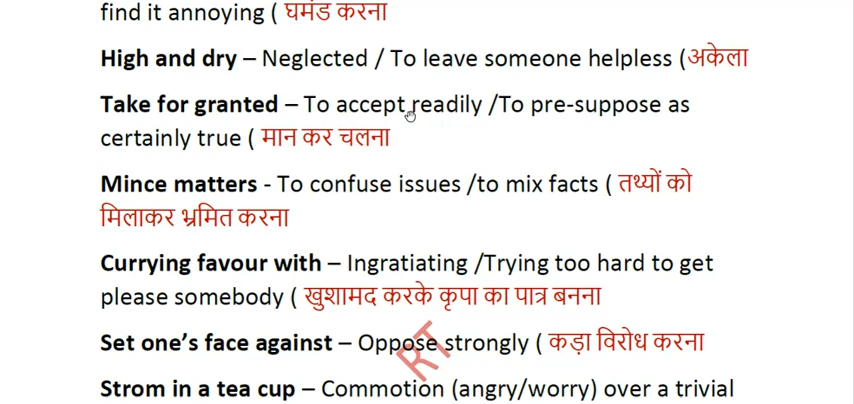 find it annoying ( घमंड करना
High and dry – Neglected / To leave someone helpless (अकेला
Take for granted – To accept readily /To pre-suppose as
certainly true ( मान कर चलना
Mince matters - To confuse issues /to mix facts ( तथ्यों को
मिलाकर भ्रमित करना
Currying favour with – Ingratiating /Trying too hard to get
please somebody ( खुशामद करके कृपा का पात्र बनना
Set one’s face against – Oppose strongly ( कड़ा विरोध करना
RT
Strom in a tea cup – Commotion (angry/worry) over a trivial